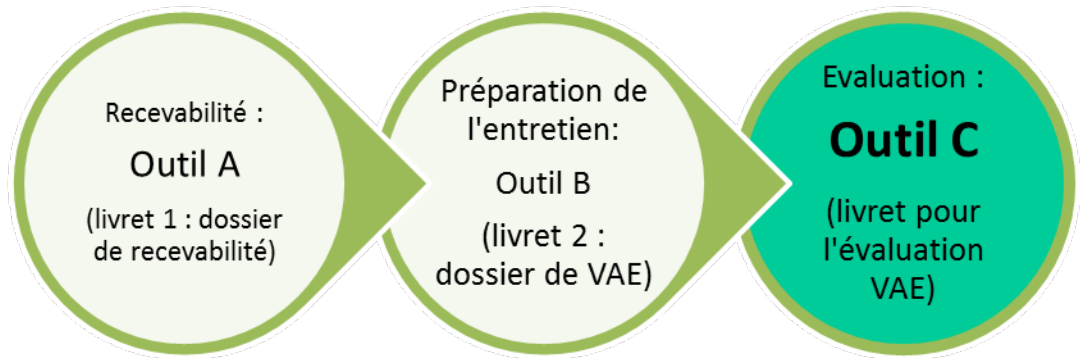 Recevabilité :
Outil A
(livret 1 : dossier
de recevabilité)
Préparation de
l'entretien:
Outil B
(livret 2 :
dossier de VAE)
Evaluation :
Outil C
(livret pour
l'évaluation
VAE)